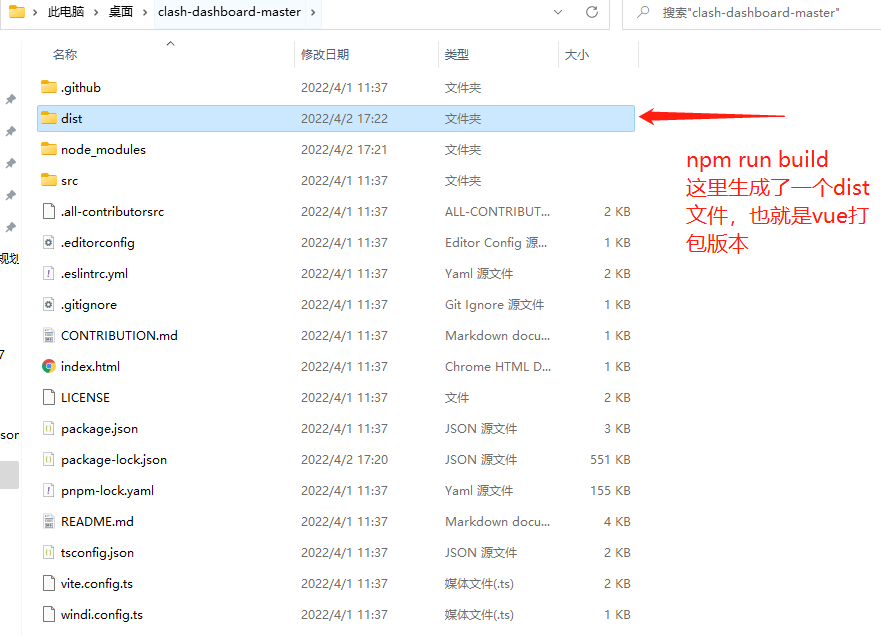 此电脑 桌面 clash-dashboard-master 搜索"clash-dashboard-master"
名称 修改日期 类型 大小
.github 2022/4/1 11:37 文件夹
dist 2022/4/2 17:22 文件夹
node_modules 2022/4/2 17:21 文件夹
src 2022/4/1 11:37 文件夹
.all-contributorsrc 2022/4/1 11:37 ALL-CONTRIBUT... 2 KB
.editorconfig 2022/4/1 11:37 Editor Config 源... 1 KB
.eslintrc.yml 2022/4/1 11:37 Yaml 源文件 2 KB
.gitignore 2022/4/1 11:37 Git Ignore 源文件 1 KB
CONTRIBUTION.md 2022/4/1 11:37 Markdown docu... 1 KB
index.html 2022/4/1 11:37 Chrome HTML D... 1 KB
LICENSE 2022/4/1 11:37 文件 2 KB
package.json 2022/4/1 11:37 JSON 源文件 3 KB
package-lock.json 2022/4/2 17:20 JSON 源文件 551 KB
pnpm-lock.yaml 2022/4/1 11:37 Yaml 源文件 155 KB
README.md 2022/4/1 11:37 Markdown docu... 4 KB
tsconfig.json 2022/4/1 11:37 JSON 源文件 2 KB
vite.config.ts 2022/4/1 11:37 媒体文件(.ts) 2 KB
windi.config.ts 2022/4/1 11:37 媒体文件(.ts) 1 KB
npm run build
这里生成了一个dist
文件，也就是vue打
包版本
规划
7
sor